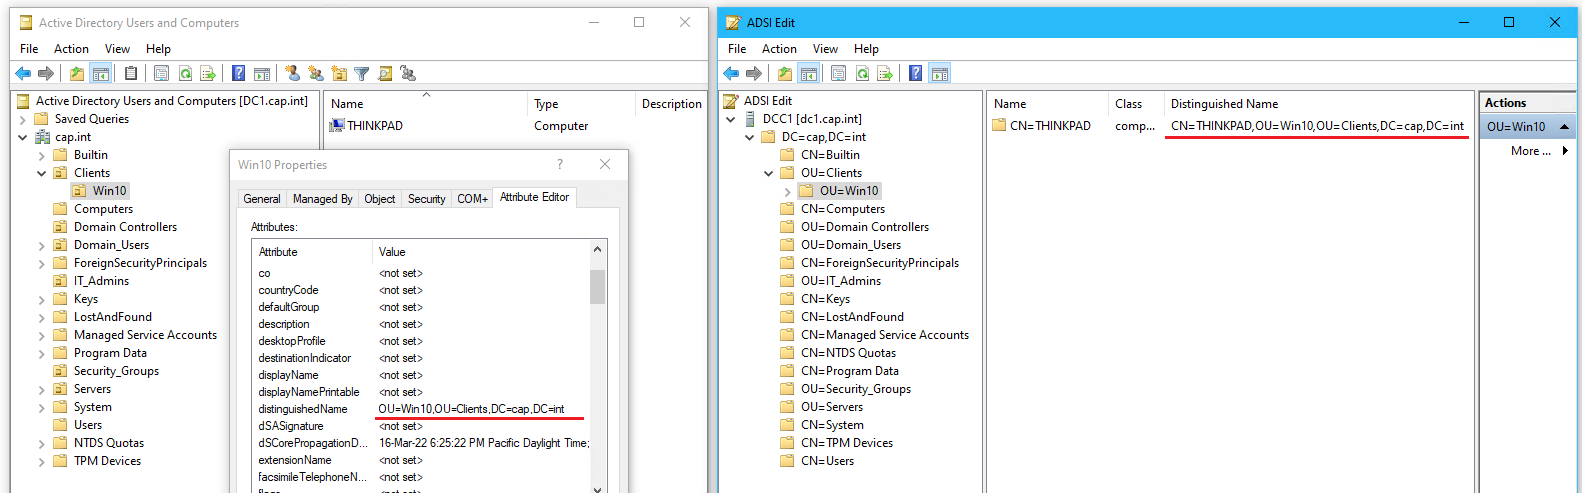 Active Directory Users and Computers
File Action View Help
Active Directory Users and Computers [DC1.cap.int]
Saved Queries
cap.int
Builtin
Clients
Win10
Computers
Domain Controllers
Domain_Users
ForeignSecurityPrincipals
IT_Admins
Keys
LostAndFound
Managed Service Accounts
Program Data
Security_Groups
Servers
System
Users
NTDS Quotas
TPM Devices
Name Type Description
THINKPAD Computer
Win10 Properties ?
General Managed By Object Security COM+ Attribute Editor
Attributes:
Attribute Value
co <not set>
countryCode <not set>
defaultGroup <not set>
description <not set>
desktopProfile <not set>
destinationIndicator <not set>
displayName <not set>
displayNamePrintable <not set>
distinguishedName OU=Win10,OU=Clients,DC=cap,DC=int
dSASignature <not set>
dSCorePropagationD... 16-Mar-22 6:25:22 PM Pacific Daylight Time;
extensionName <not set>
facsimileTelephoneN... <not set>
ADSI Edit
File Action View Help
ADSI Edit
DCC1 [dc1.cap.int]
DC=cap,DC=int
CN=Builtin
OU=Clients
OU=Win10
CN=Computers
OU=Domain Controllers
OU=Domain_Users
CN=ForeignSecurityPrincipals
OU=IT_Admins
CN=Keys
CN=LostAndFound
CN=Managed Service Accounts
CN=NTDS Quotas
CN=Program Data
OU=Security_Groups
OU=Servers
CN=System
CN=TPM Devices
CN=Users
Name Class Distinguished Name
CN=THINKPAD comp... CN=THINKPAD,OU=Win10,OU=Clients,DC=cap,DC=int
Actions
OU=Win10
More ...